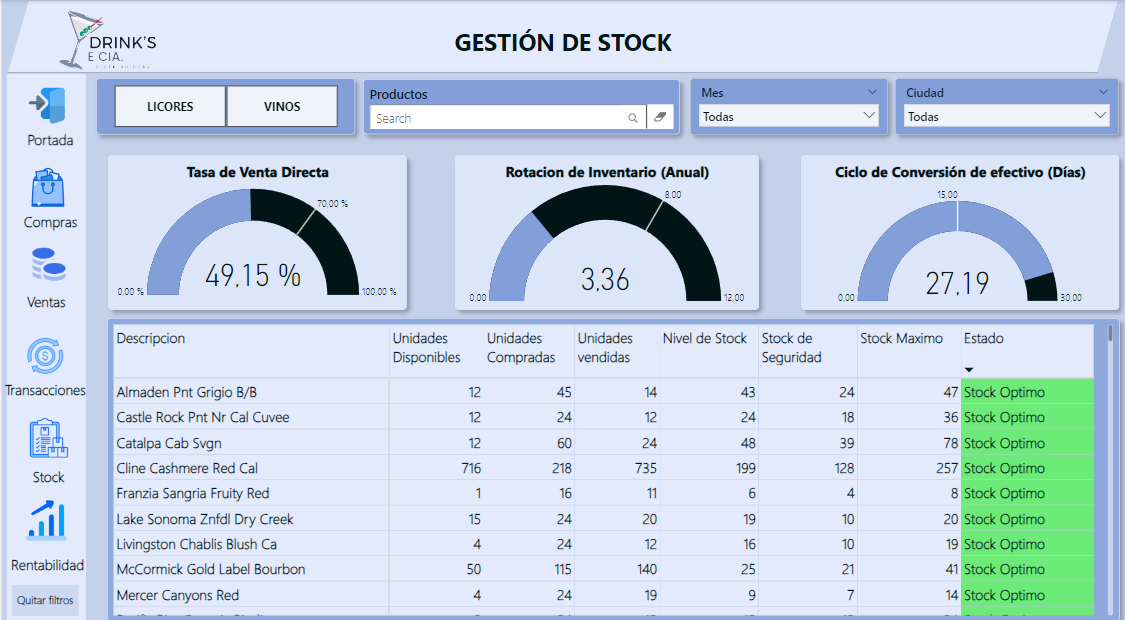 DRINK'S
E CIA.
GESTIÓN DE STOCK
LICORES
VINOS
Productos
Search
Mes
Todas
Ciudad
Todas
Portada
Compras
Ventas
Transacciones
Stock
Rentabilidad
Quitar filtros
Tasa de Venta Directa
70.00 %
49,15 %
0.00 %
100.00 %
Rotacion de Inventario (Anual)
8.00
3,36
0.00
12.00
Ciclo de Conversión de efectivo (Días)
15.00
27,19
0.00
30.00
Descripcion Unidades Disponibles Unidades Compradas Unidades vendidas Nivel de Stock Stock de Seguridad Stock Maximo Estado
Almaden Pnt Grigio B/B 12 45 14 43 24 47 Stock Optimo
Castle Rock Pnt Nr Cal Cuvee 12 24 12 24 18 36 Stock Optimo
Catalpa Cab Svgn 12 60 24 48 39 78 Stock Optimo
Cline Cashmere Red Cal 716 218 735 199 128 257 Stock Optimo
Franzia Sangria Fruity Red 1 16 11 6 4 8 Stock Optimo
Lake Sonoma Znfdl Dry Creek 15 24 20 19 10 20 Stock Optimo
Livingston Chablis Blush Ca 4 24 12 16 10 19 Stock Optimo
McCormick Gold Label Bourbon 50 115 140 25 21 41 Stock Optimo
Mercer Canyons Red 4 24 19 9 7 14 Stock Optimo